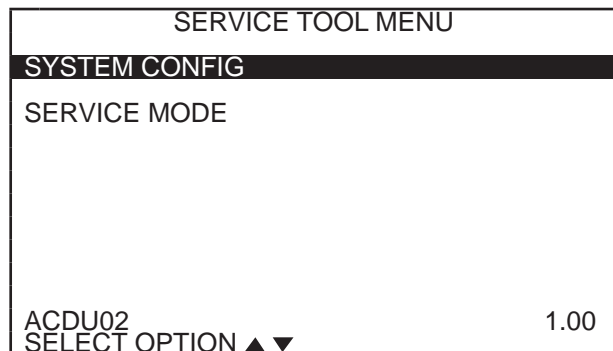 SERVICE TOOL MENU
SYSTEM CONFIG
SERVICE MODE
ACDU02 1.00
SELECT OPTION ▲ ▼